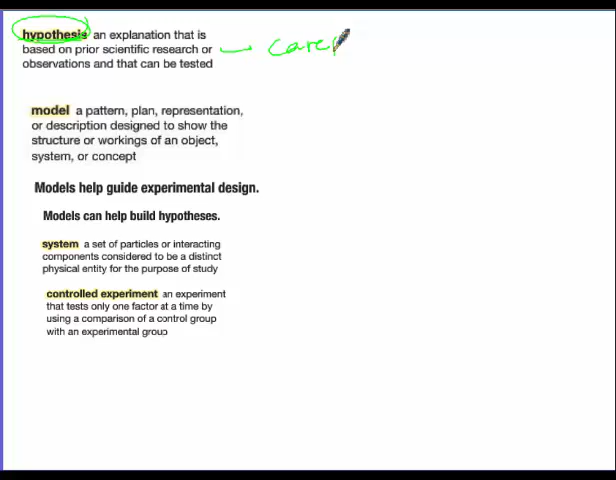 hypothesis an explanation that is
based on prior scientific research or
observations and that can be tested
model a pattern, plan, representation,
or description designed to show the
structure or workings of an object,
system, or concept
Models help guide experimental design.
Models can help build hypotheses.
system a set of particles or interacting
components considered to be a distinct
physical entity for the purpose of study
controlled experiment an experiment
that tests only one factor at a time by
using a comparison of a control group
with an experimental group